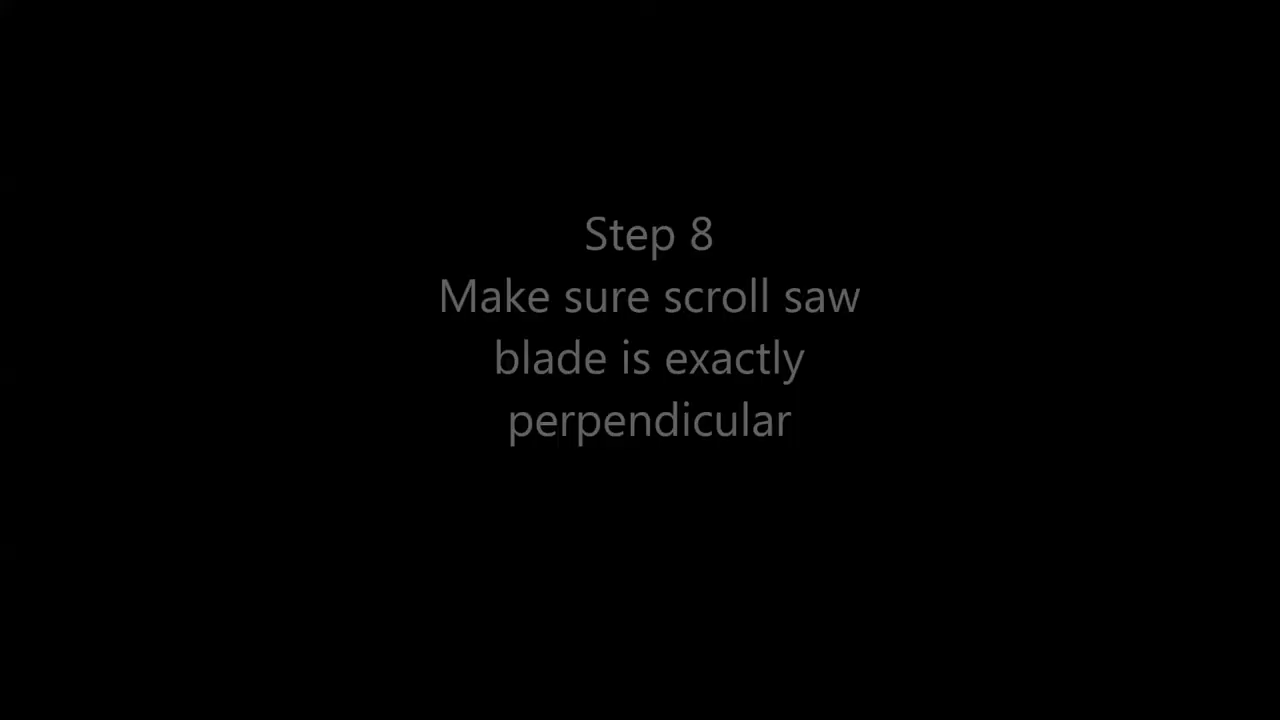 Step 8
Make sure scroll saw
blade is exactly
perpendicular